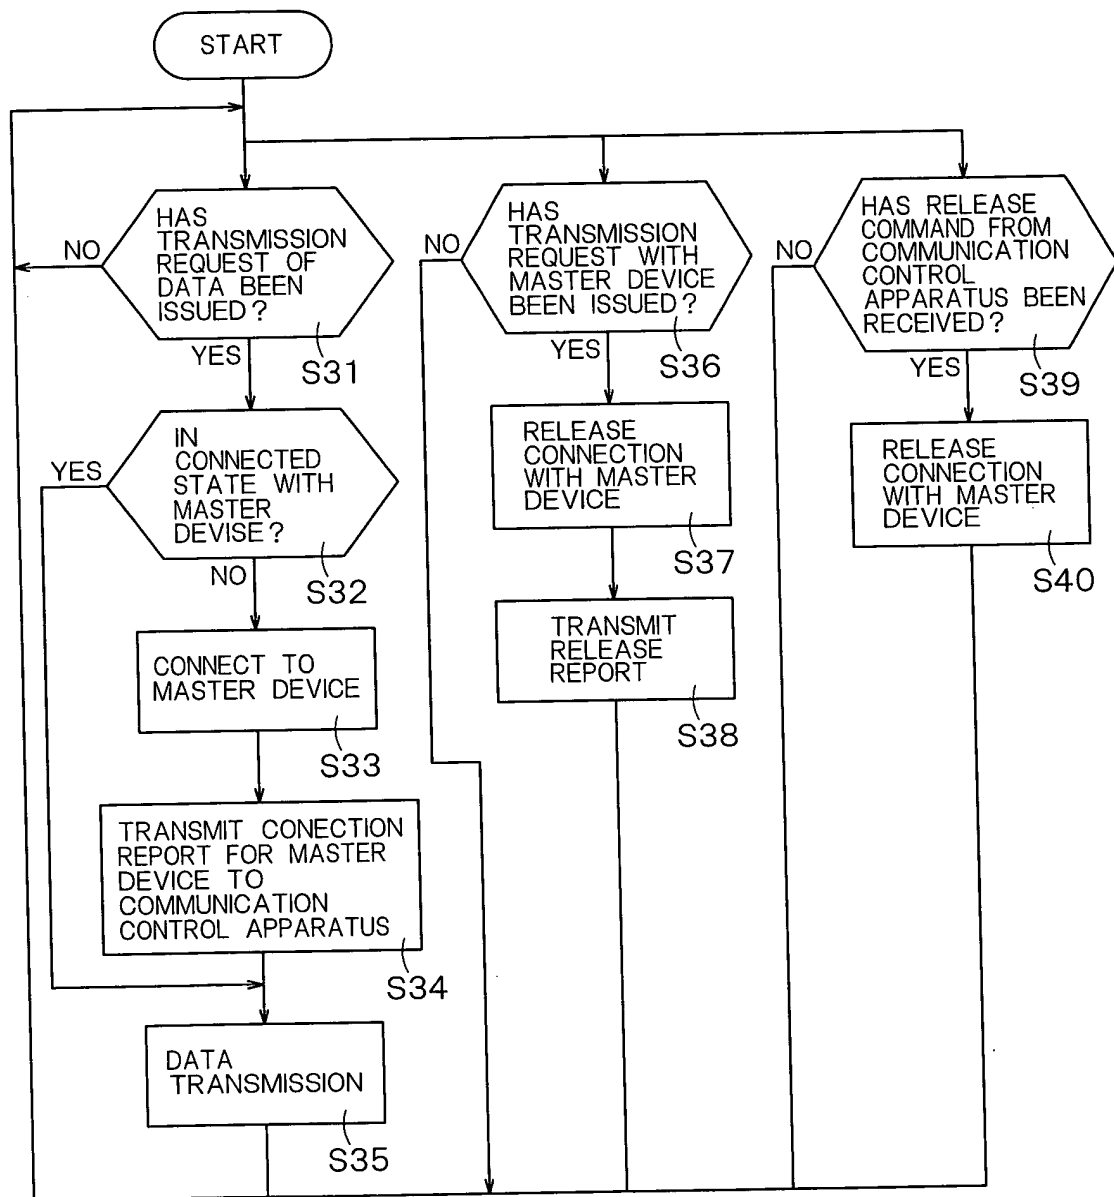 START
NO
HAS
TRANSMISSION
REQUEST OF
DATA BEEN
ISSUED?
YES
S31
YES
IN
CONNECTED
STATE WITH
MASTER
DEVISE?
NO
S32
CONNECT TO
MASTER DEVICE
S33
TRANSMIT CONECTION
REPORT FOR MASTER
DEVICE TO
COMMUNICATION
CONTROL APPARATUS
S34
DATA
TRANSMISSION
S35
NO
HAS
TRANSMISSION
REQUEST WITH
MASTER DEVICE
BEEN ISSUED?
YES
S36
RELEASE
CONNECTION
WITH MASTER
DEVICE
S37
TRANSMIT
RELEASE
REPORT
S38
NO
HAS RELEASE
COMMAND FROM
COMMUNICATION
CONTROL
APPARATUS BEEN
RECEIVED?
YES
S39
RELEASE
CONNECTION
WITH MASTER
DEVICE
S40